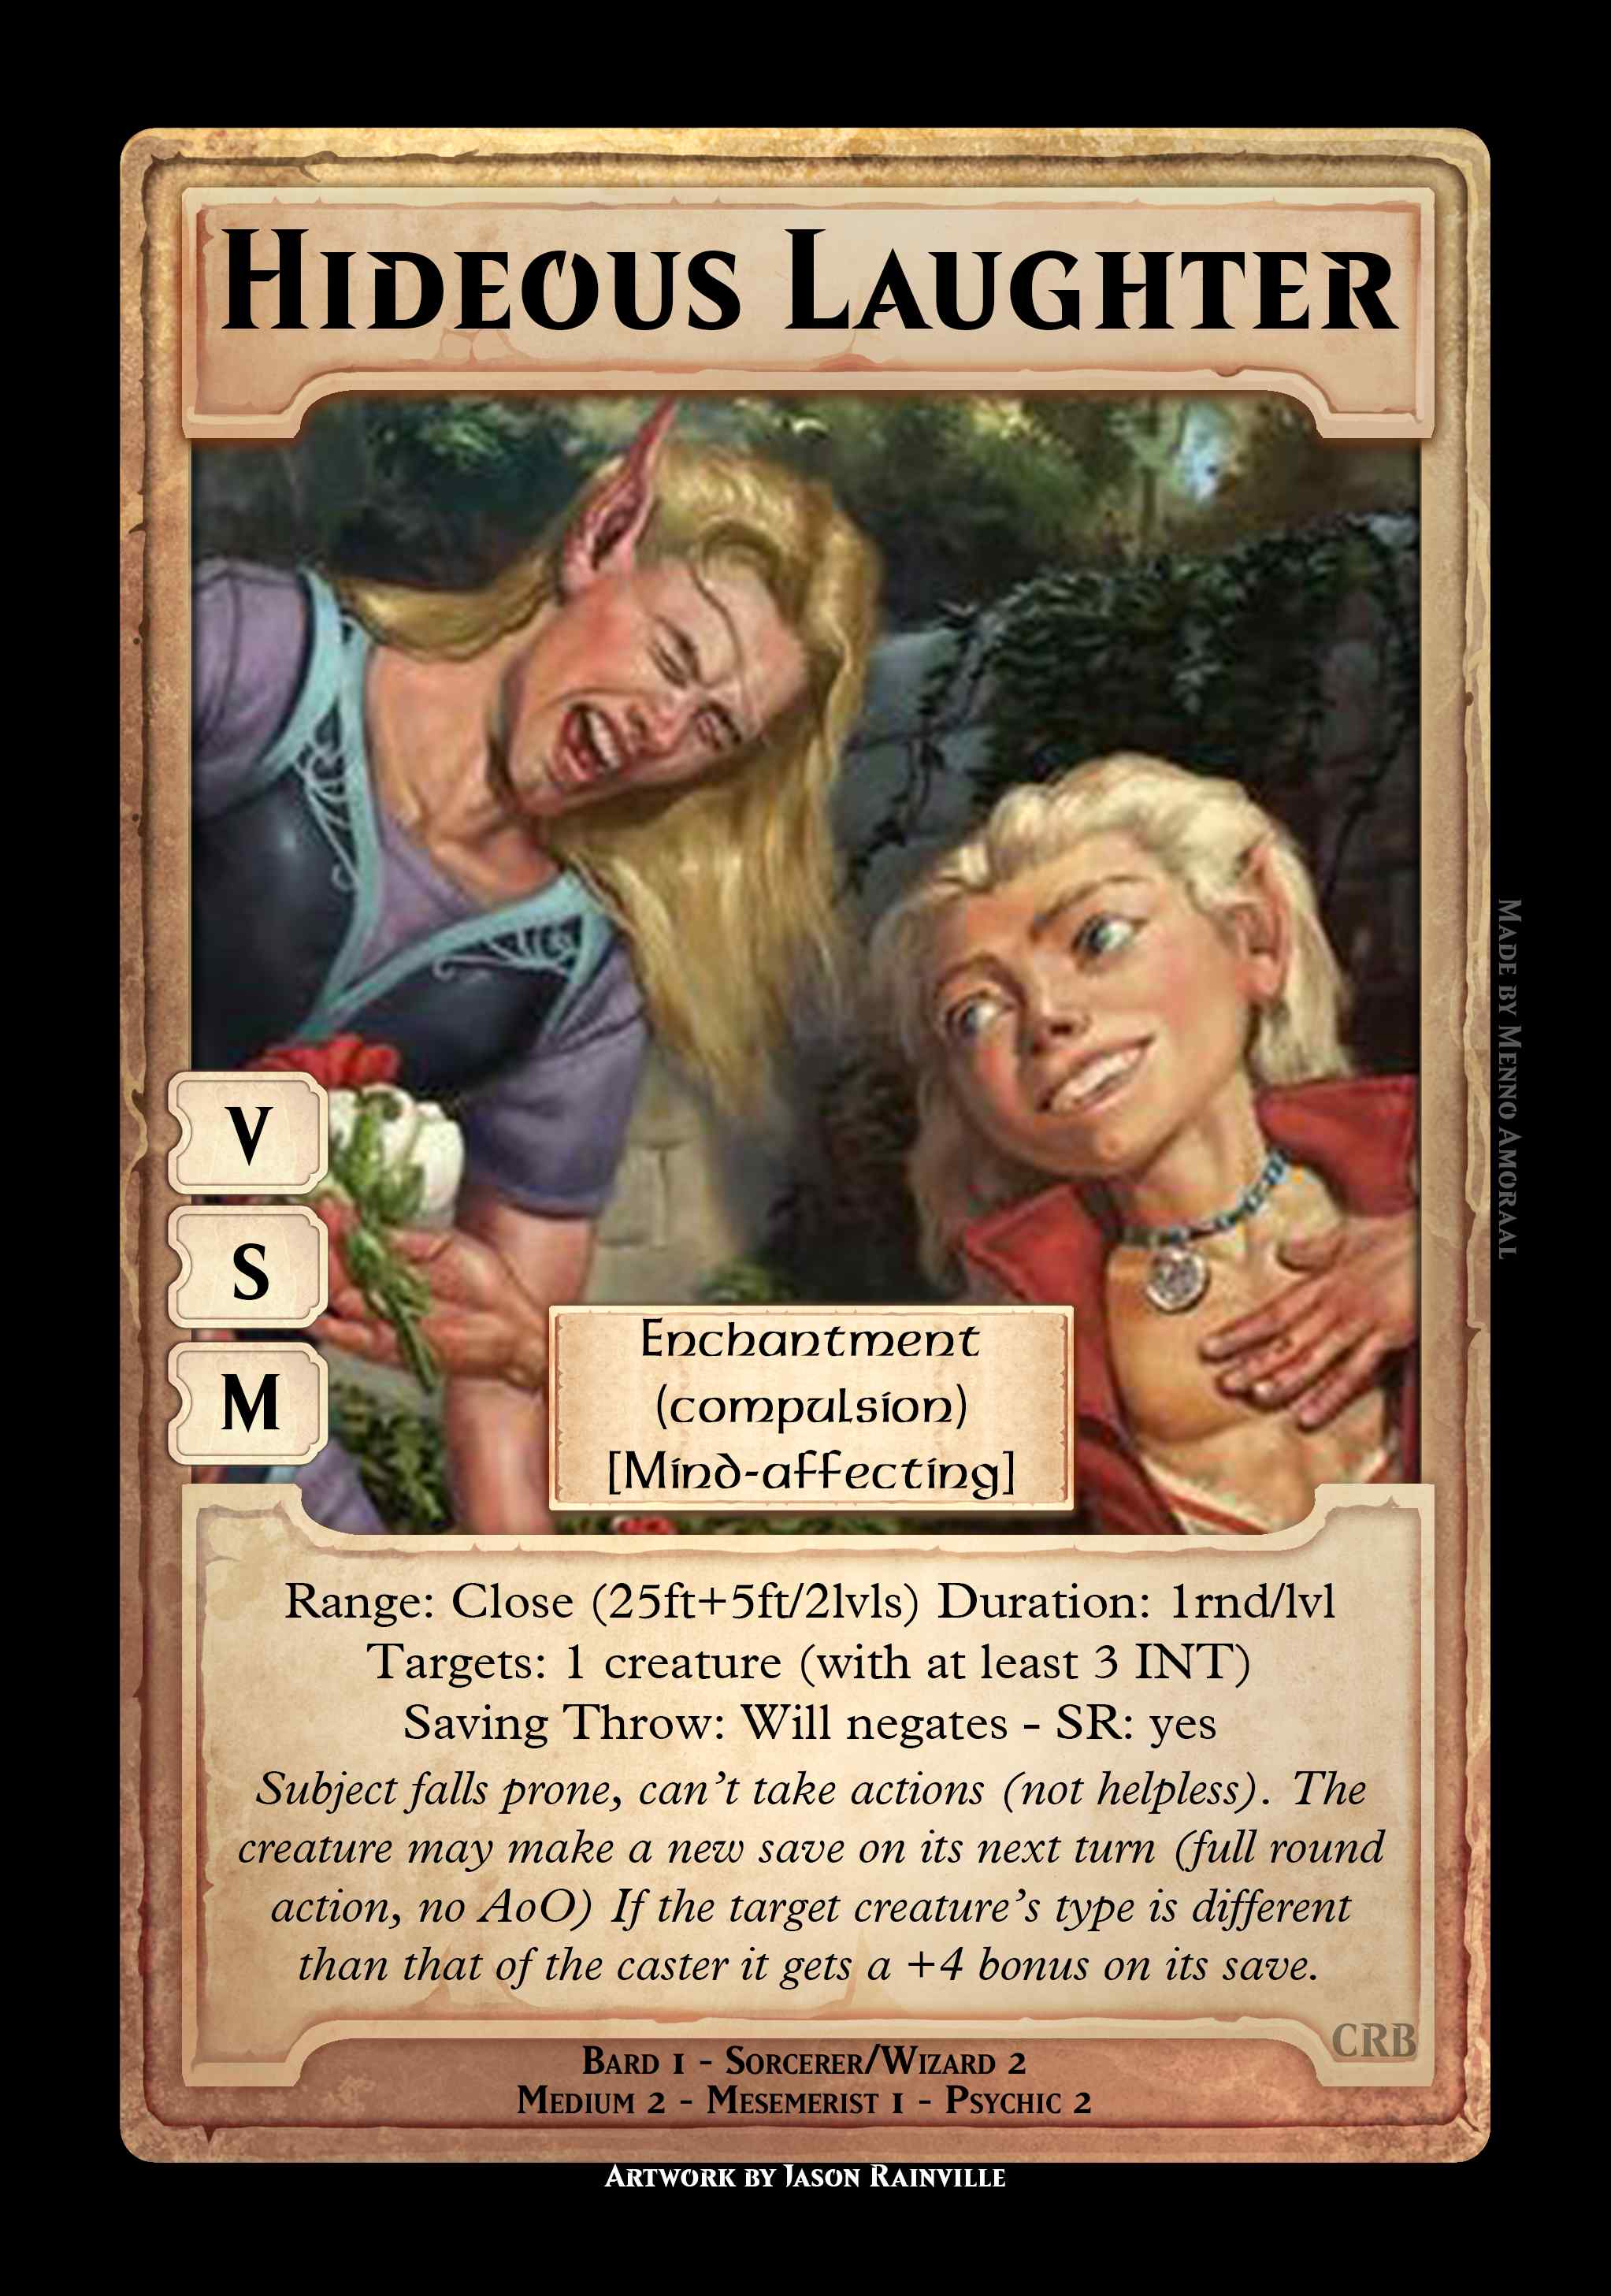 Hideous Laughter
V
S
M
Enchantment
(compulsion)
[Mind-affecting]
Range: Close (25ft+5ft/2lvls) Duration: 1rnd/lvl
Targets: 1 creature (with at least 3 INT)
Saving Throw: Will negates - SR: yes
Subject falls prone, can't take actions (not helpless). The
creature may make a new save on its next turn (full round
action, no AoO) If the target creature's type is different
than that of the caster it gets a +4 bonus on its save.
CRB
Bard 1 - Sorcerer/Wizard 2
Medium 2 - Mesemerist 1 - Psychic 2
Artwork by Jason Rainville
Made by Menno Amoraal